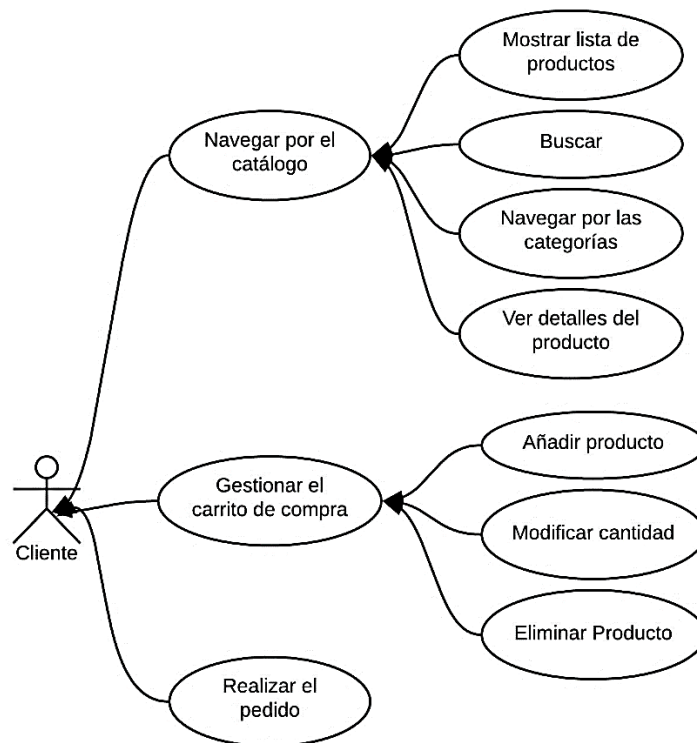 Mostrar lista de
productos
Navegar por el
catálogo
Buscar
Navegar por las
categorías
Ver detalles del
producto
Añadir producto
Gestionar el
carrito de compra
Modificar cantidad
Cliente
Eliminar Producto
Realizar el
pedido